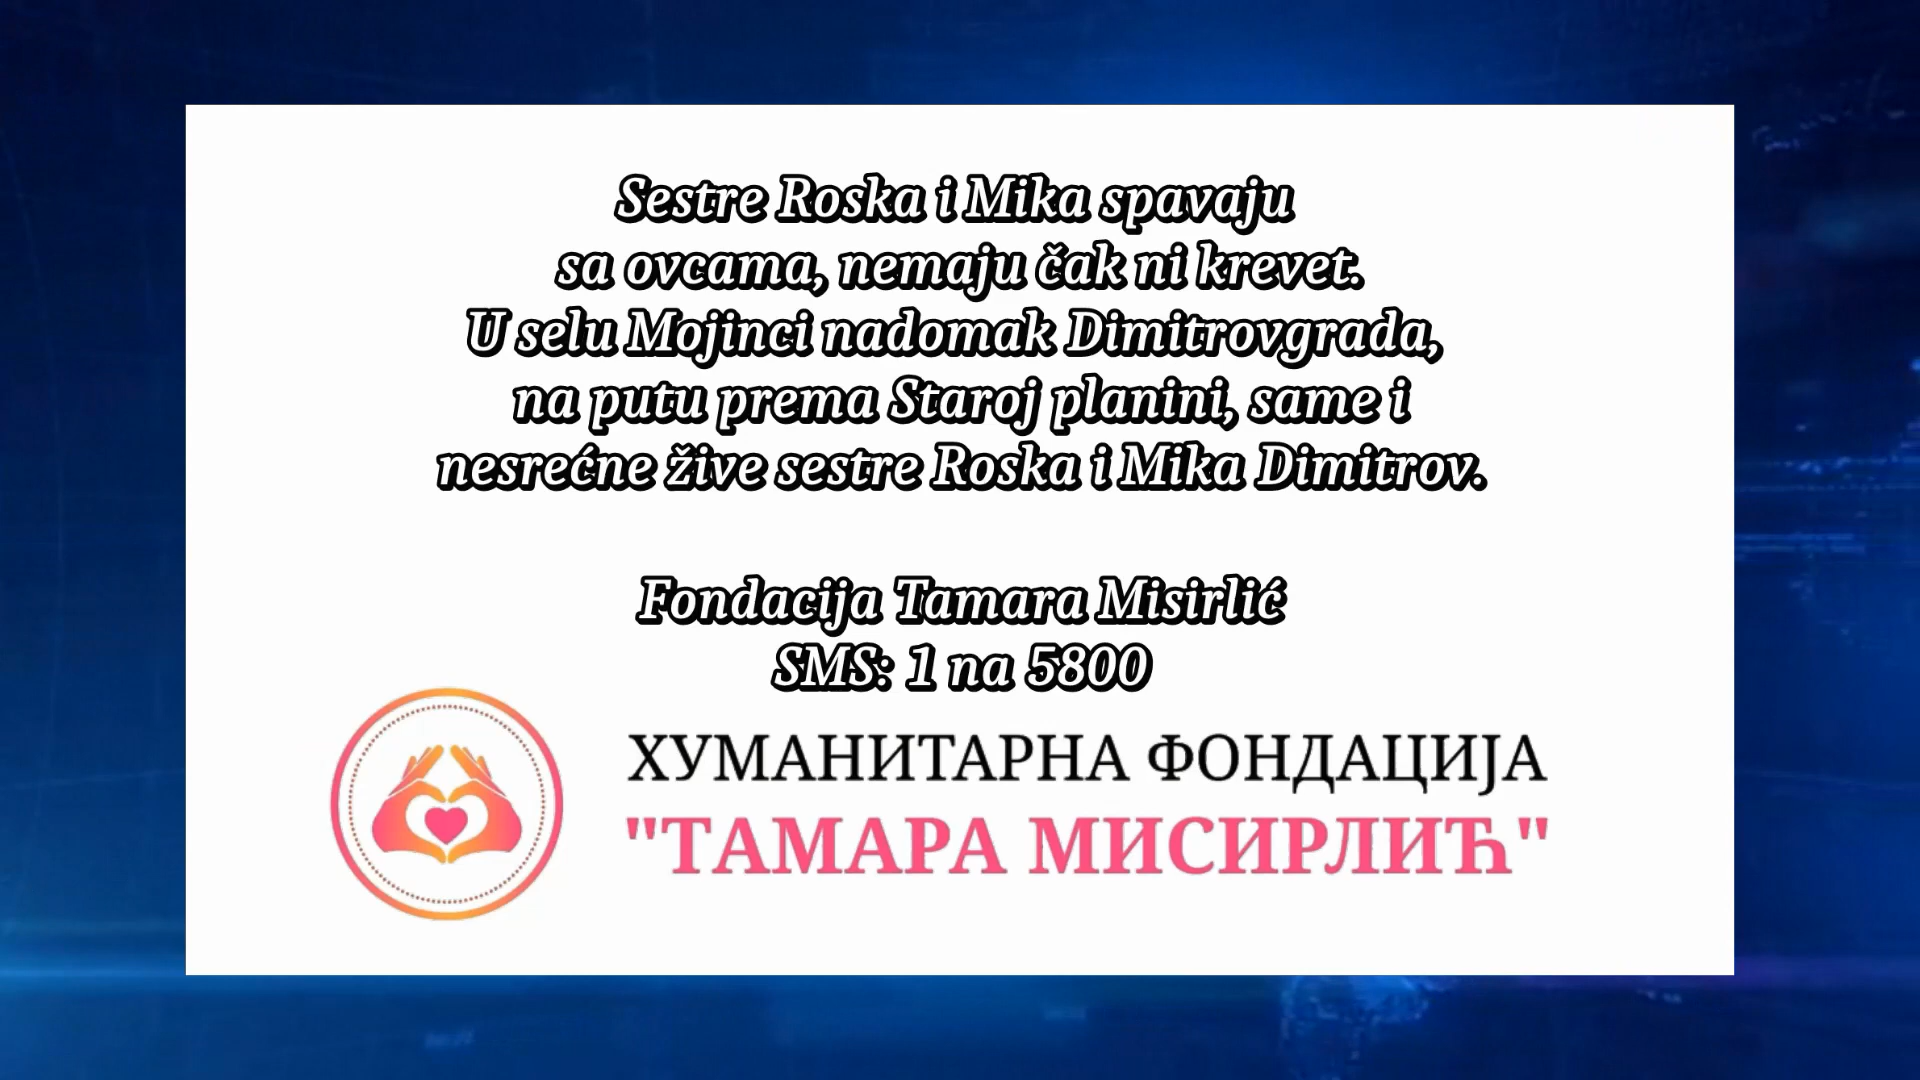 Sestre Roska i Mika spavaju
sa ovcama, nemaju čak ni krevet.
U selu Mojinci nadomak Dimitrovgrada,
na putu prema Staroj planini, same i
nesrećne žive sestre Roska i Mika Dimitrov.
Fondacija Tamara Misirlić
SMS: 1 na 5800
ХУМАНИТАРНА ФОНДАЦИЈА
"ТАМАРА МИСИРЛИЋ"